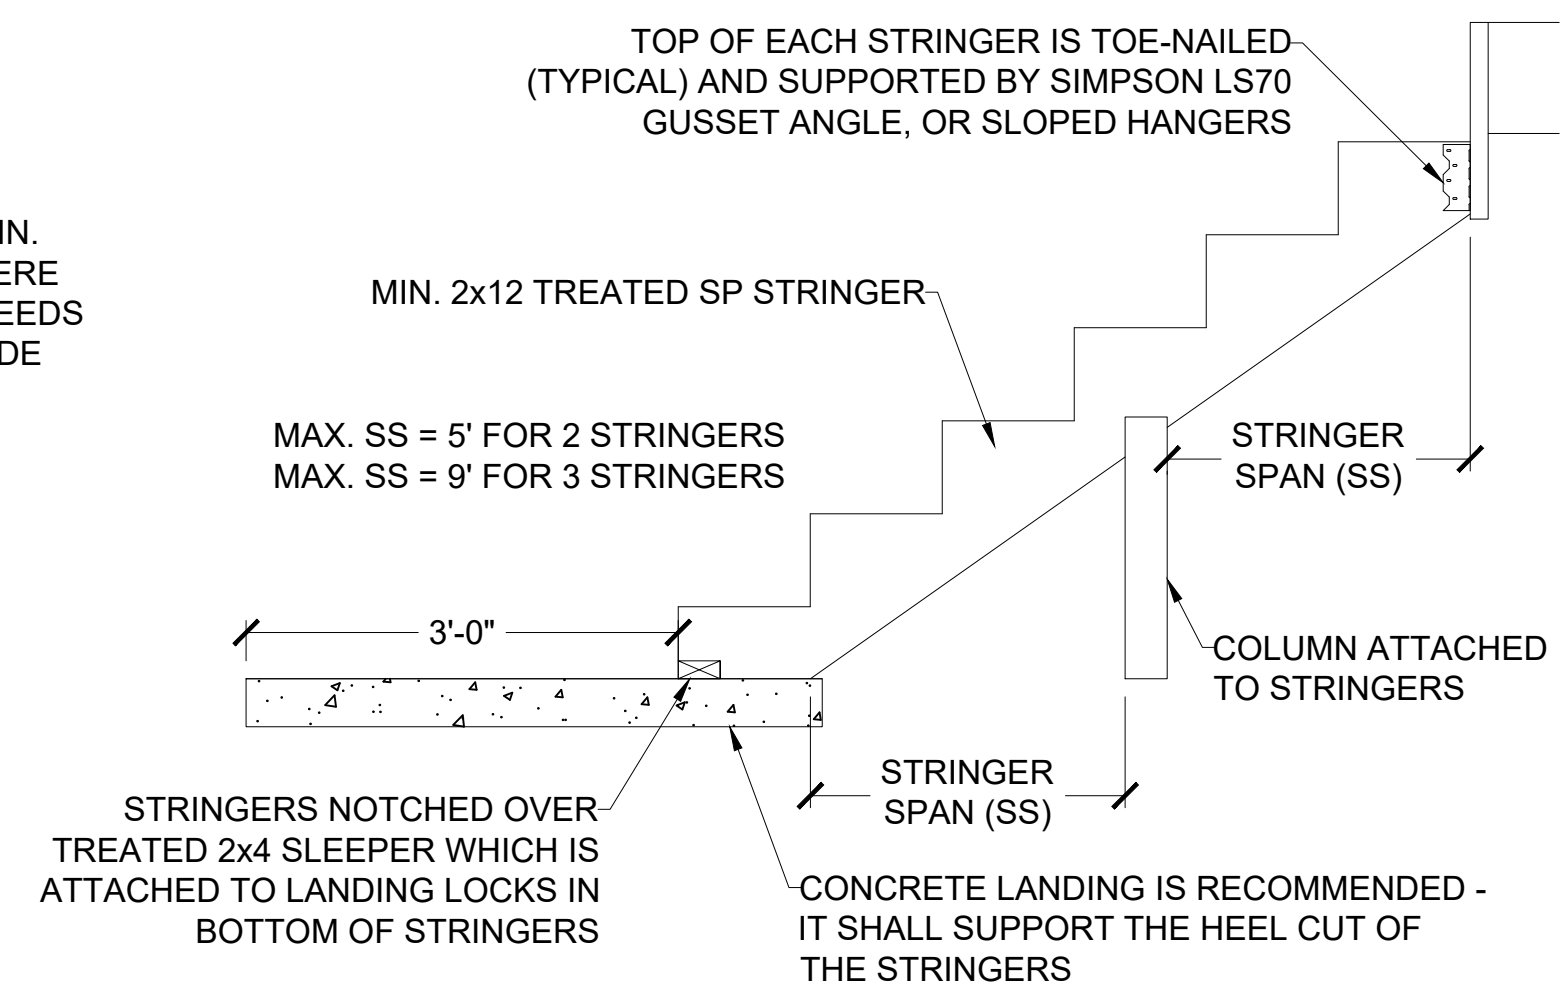 TOP OF EACH STRINGER IS TOE-NAILED
(TYPICAL) AND SUPPORTED BY SIMPSON LS70
GUSSET ANGLE, OR SLOPED HANGERS
IN.
ERE
EEDS
DE
MIN. 2x12 TREATED SP STRINGER
MAX. SS = 5' FOR 2 STRINGERS
MAX. SS = 9' FOR 3 STRINGERS
STRINGER
SPAN (SS)
3'-0"
COLUMN ATTACHED
TO STRINGERS
STRINGER
SPAN (SS)
STRINGERS NOTCHED OVER
TREATED 2x4 SLEEPER WHICH IS
ATTACHED TO LANDING LOCKS IN
BOTTOM OF STRINGERS
CONCRETE LANDING IS RECOMMENDED -
IT SHALL SUPPORT THE HEEL CUT OF
THE STRINGERS